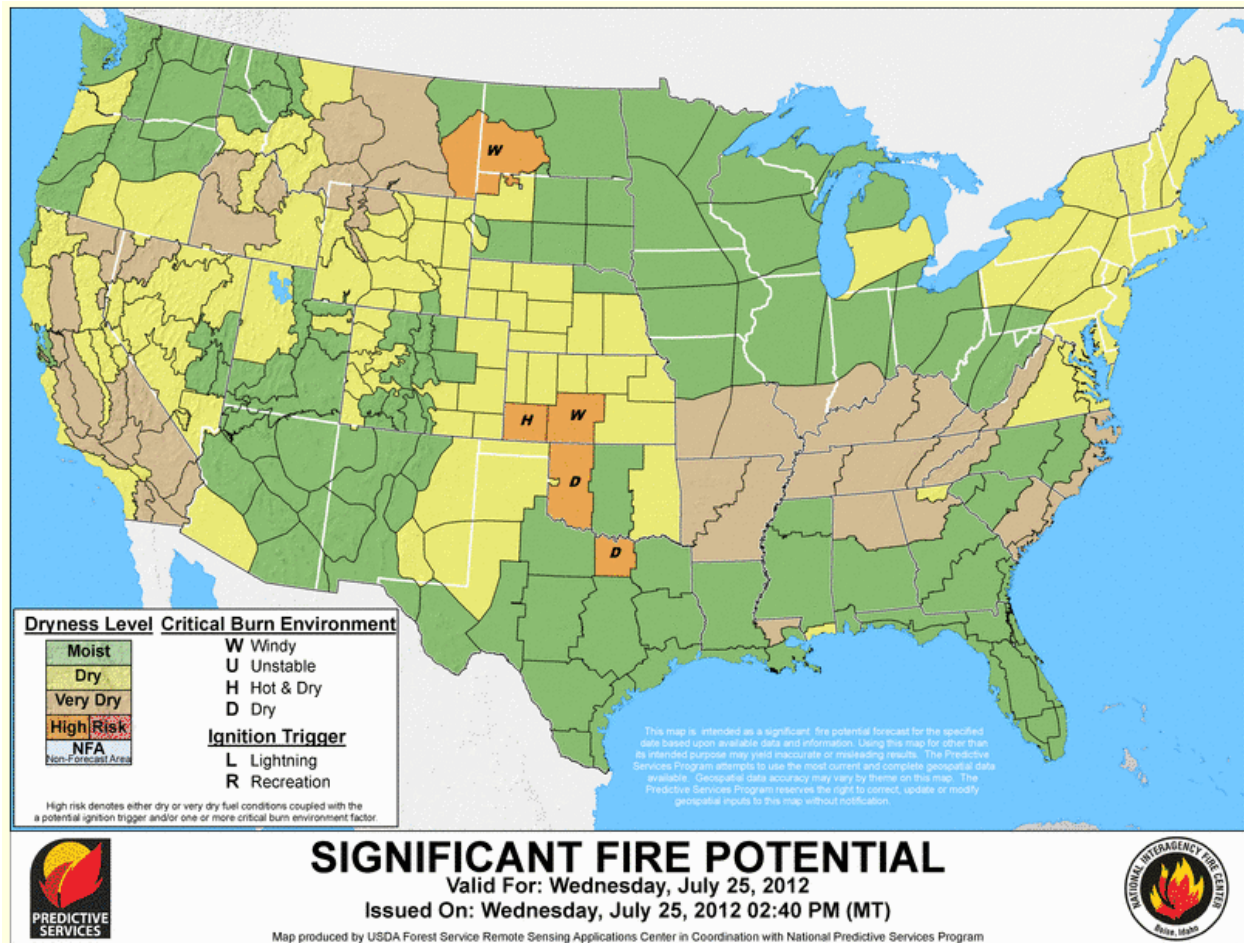 W
H
W
D
D
Dryness Level
Moist
Dry
Very Dry
High Risk
NFA
Non-Forecast Area
Critical Burn Environment
W Windy
U Unstable
H Hot & Dry
D Dry
Ignition Trigger
L Lightning
R Recreation
High risk denotes either dry or very dry fuel conditions coupled with the
a potential ignition trigger and/or one or more critical burn environment factor.
This map is intended as a significant fire potential forecast for the specified
date based upon available data and information. Using this map for other than
its intended purpose may yield inaccurate or misleading results. The Predictive
Services Program attempts to use the most current and complete geospatial data
available. Geospatial data accuracy may vary by theme on this map. The
Predictive Services Program reserves the right to correct, update or modify
geospatial inputs to this map without notification.
PREDICTIVE
SERVICES
SIGNIFICANT FIRE POTENTIAL
Valid For: Wednesday, July 25, 2012
Issued On: Wednesday, July 25, 2012 02:40 PM (MT)
Map produced by USDA Forest Service Remote Sensing Applications Center in Coordination with National Predictive Services Program
NATIONAL INTERAGENCY FIRE CENTER
Boise, Idaho